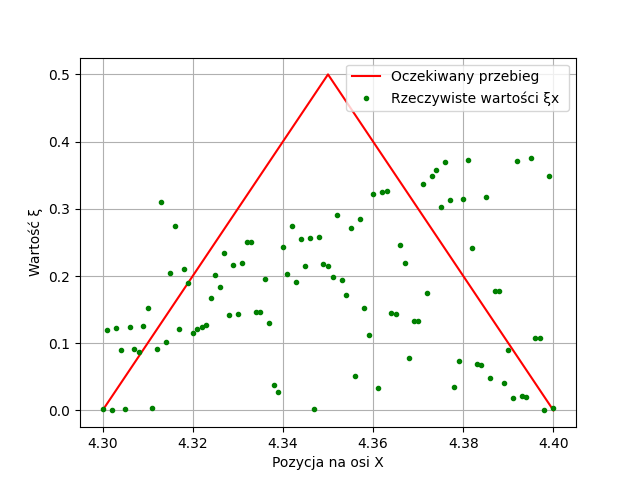 Oczekiwany przebieg
Rzeczywiste wartości ξx
0.5
0.4
0.3
0.2
0.1
0.0
Wartość ξ
4.30 4.32 4.34 4.36 4.38 4.40
Pozycja na osi X